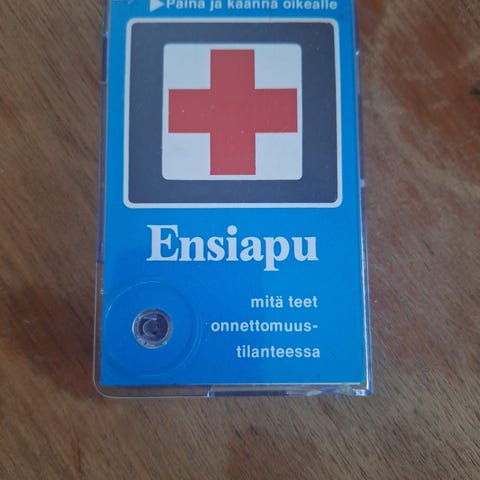 ▶Paina ja käännä oikealle
Ensiapu
mitä teet
onnettomuus-
tilanteessa